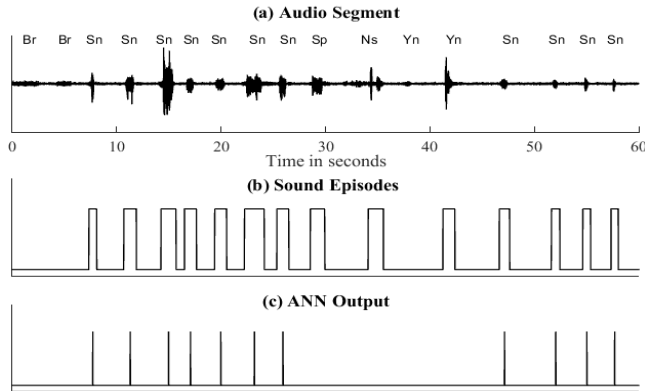 (a) Audio Segment
Br Br Sn Sn Sn Sn Sn Sn Sn Sp Ns Yn Yn Sn Sn Sn Sn
0 10 20 30 40 50 60
Time in seconds
(b) Sound Episodes
(c) ANN Output